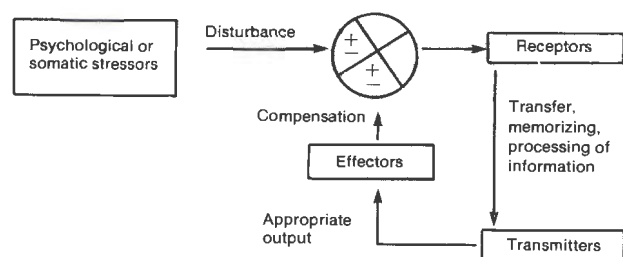 Psychological or
somatic stressors
Disturbance
±
±
Receptors
Compensation
Transfer,
memorizing,
processing of
information
Effectors
Appropriate
output
Transmitters